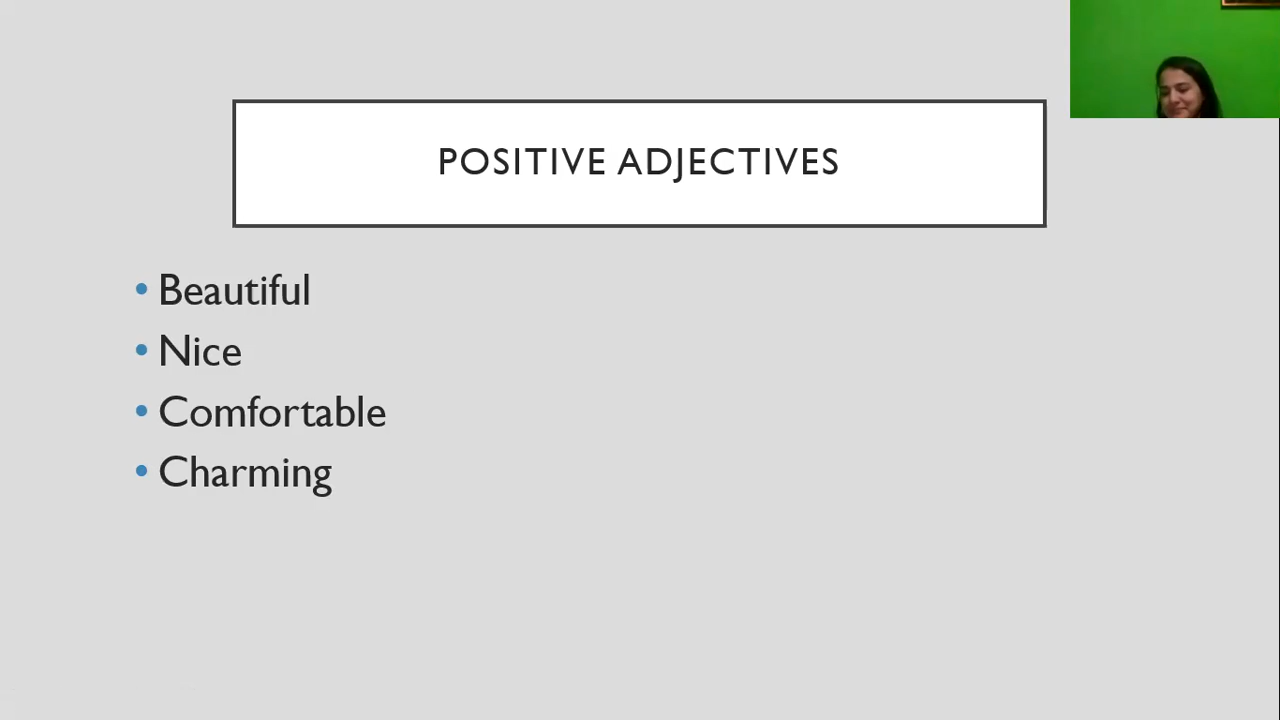 POSITIVE ADJECTIVES
• Beautiful
• Nice
• Comfortable
• Charming